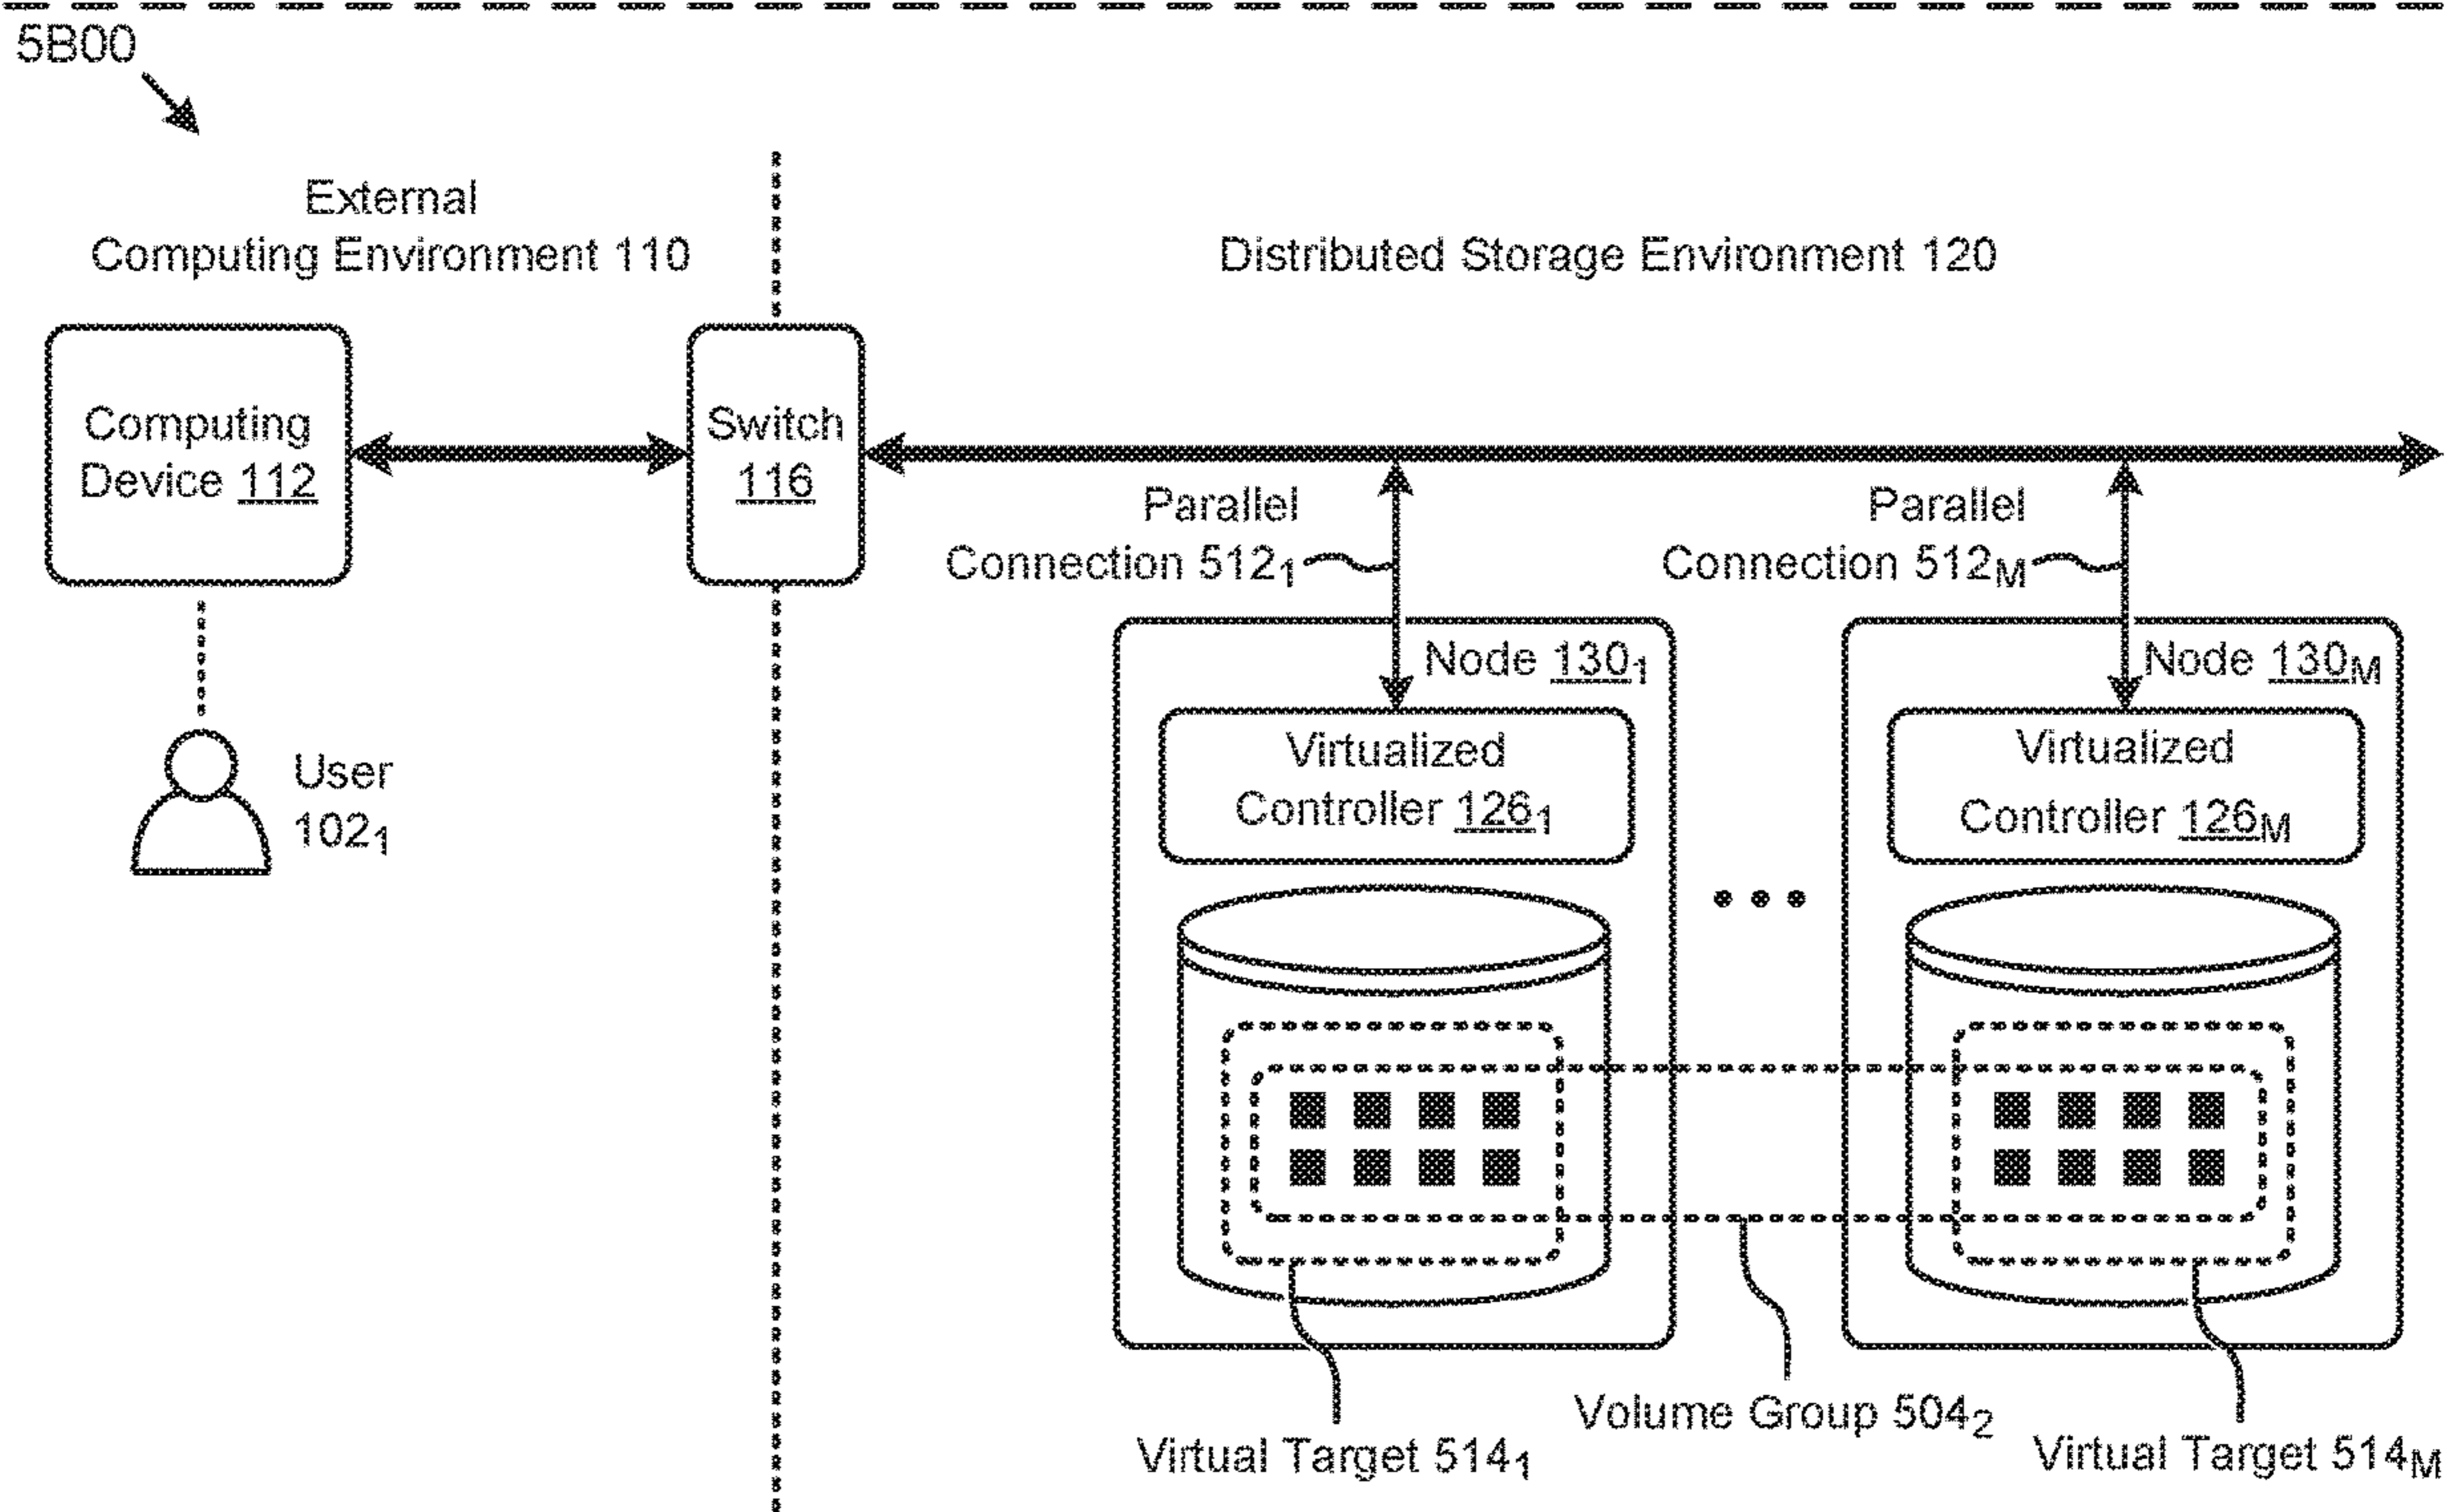 5B00
External
Computing Environment 110
Distributed Storage Environment 120
Computing
Device 112
Switch
116
Parallel
Connection 512₁
Parallel
Connection 512M
Node 130₁
Node 130M
User
102₁
Virtualized
Controller 126₁
Virtualized
Controller 126M
Volume Group 504₂
Virtual Target 514₁
Virtual Target 514M